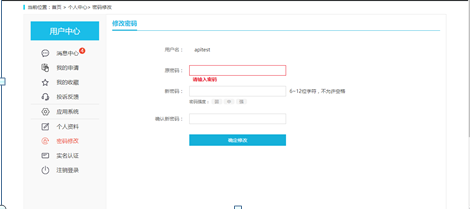 当前位置：首页 > 个人中心> 密码修改
用户中心
消息中心
我的申请
我的收藏
投诉反馈
应用系统
个人资料
密码修改
实名认证
注销登录
修改密码
用户名： apitest
原密码：
请输入密码
新密码： 6~12位字符，不允许空格
密码强度： 弱 中 强
确认新密码：
确定修改